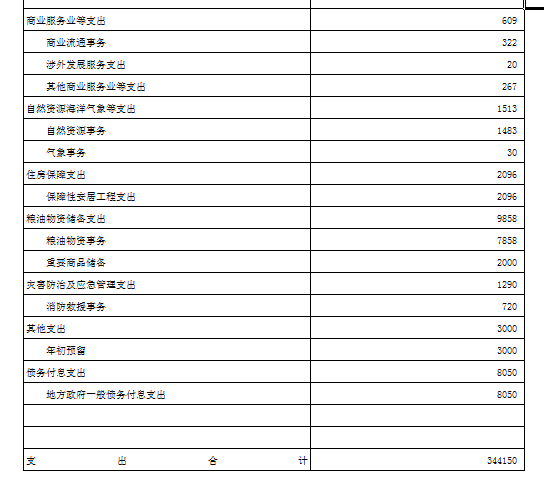 商业服务业等支出 609
商业流通事务 322
涉外发展服务支出 20
其他商业服务业等支出 267
自然资源海洋气象等支出 1513
自然资源事务 1483
气象事务 30
住房保障支出 2096
保障性安居工程支出 2096
粮油物资储备支出 9858
粮油物资事务 7858
重要商品储备 2000
灾害防治及应急管理支出 1290
消防救援事务 720
其他支出 3000
年初预留 3000
债务付息支出 8050
地方政府一般债务付息支出 8050
支出合计 344150